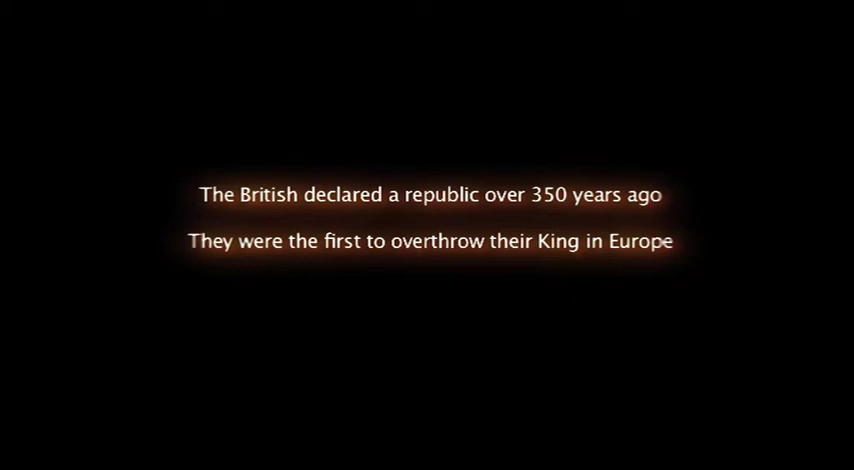 The British declared a republic over 350 years ago
They were the first to overthrow their King in Europe